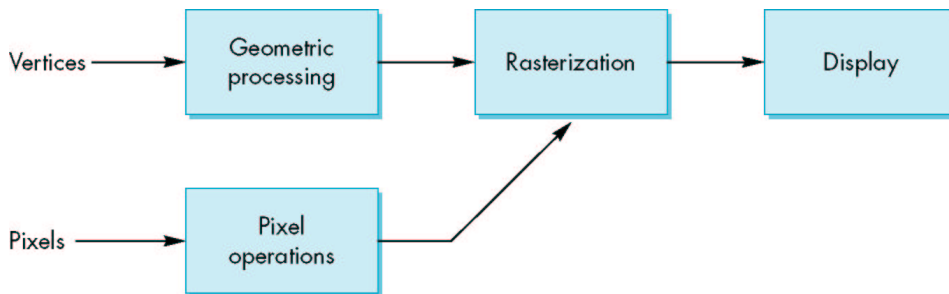 Vertices
Geometric
processing
Rasterization
Display
Pixels
Pixel
operations